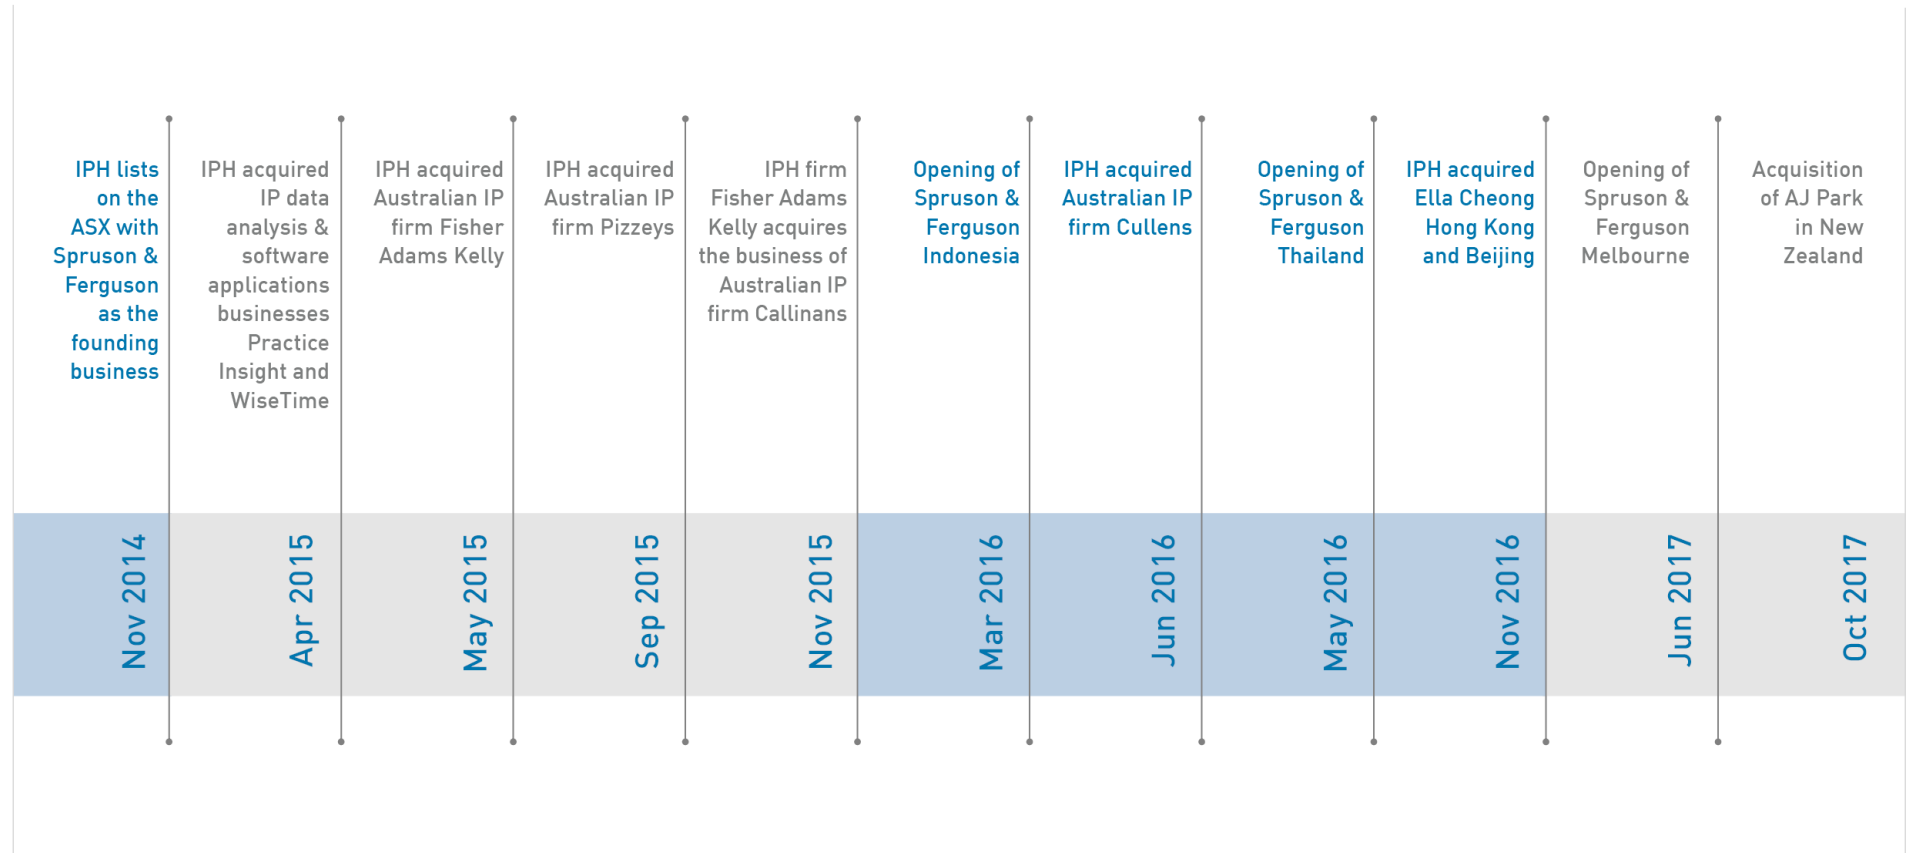 IPH lists
on the
ASX with
Spruson &
Ferguson
as the
founding
business
IPH acquired
IP data
analysis &
software
applications
businesses
Practice
Insight and
WiseTime
IPH acquired
Australian IP
firm Fisher
Adams Kelly
IPH acquired
Australian IP
firm Pizzeys
IPH firm
Fisher Adams
Kelly acquires
the business of
Australian IP
firm Callinans
Opening of
Spruson &
Ferguson
Indonesia
IPH acquired
Australian IP
firm Cullens
Opening of
Spruson &
Ferguson
Thailand
IPH acquired
Ella Cheong
Hong Kong
and Beijing
Opening of
Spruson &
Ferguson
Melbourne
Acquisition
of AJ Park
in New
Zealand
Nov 2014
Apr 2015
May 2015
Sep 2015
Nov 2015
Mar 2016
Jun 2016
May 2016
Nov 2016
Jun 2017
Oct 2017